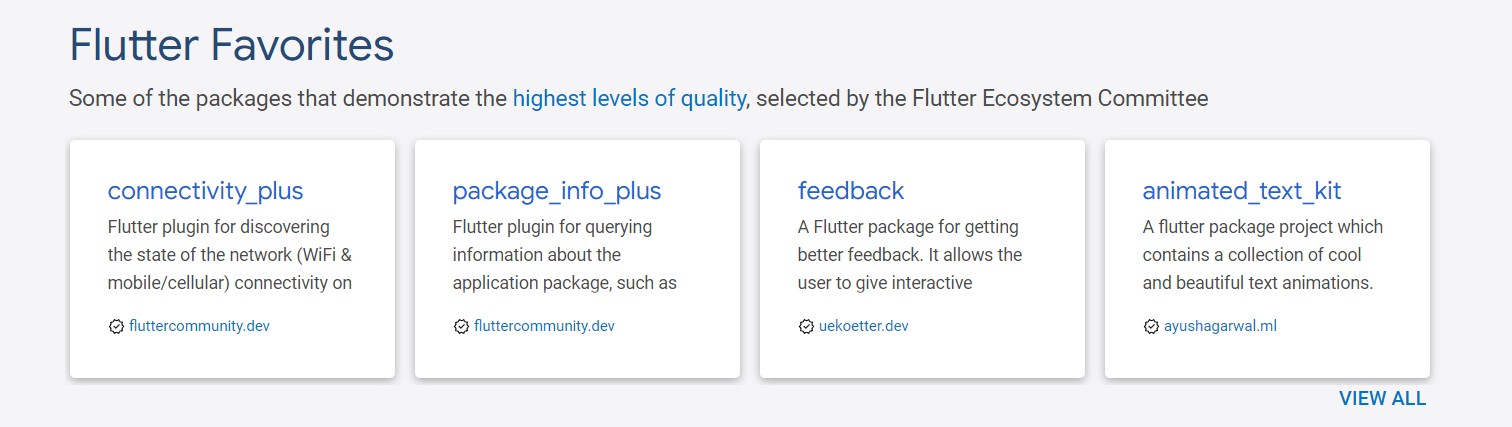 Flutter Favorites
Some of the packages that demonstrate the highest levels of quality, selected by the Flutter Ecosystem Committee
connectivity_plus
Flutter plugin for discovering
the state of the network (WiFi &
mobile/cellular) connectivity on
fluttercommunity.dev
package_info_plus
Flutter plugin for querying
information about the
application package, such as
fluttercommunity.dev
feedback
A Flutter package for getting
better feedback. It allows the
user to give interactive
uekoetter.dev
animated_text_kit
A flutter package project which
contains a collection of cool
and beautiful text animations.
ayushagarwal.ml
VIEW ALL